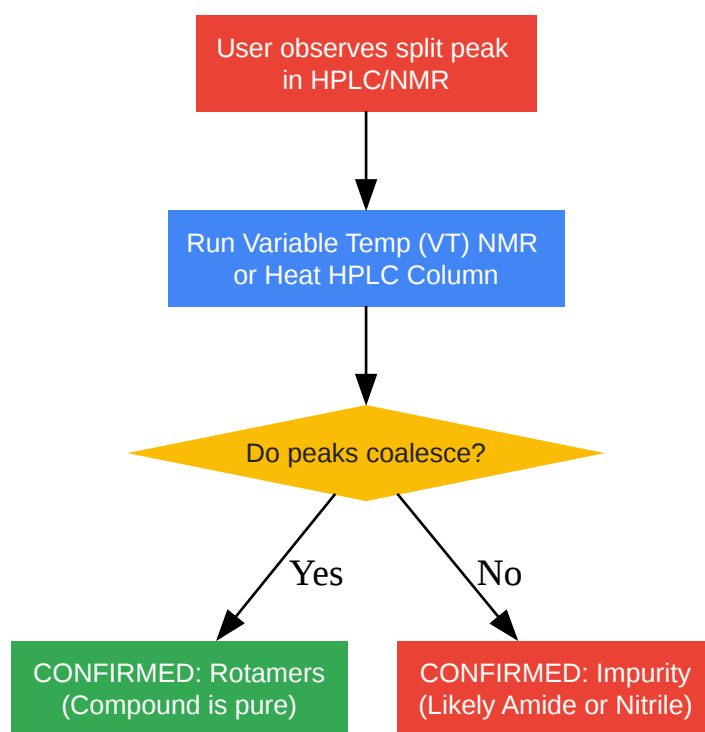 User observes split peak
in HPLC/NMR
Run Variable Temp (VT) NMR
or Heat HPLC Column
Do peaks coalesce?
Yes
No
CONFIRMED: Rotamers
(Compound is pure)
CONFIRMED: Impurity
(Likely Amide or Nitrile)